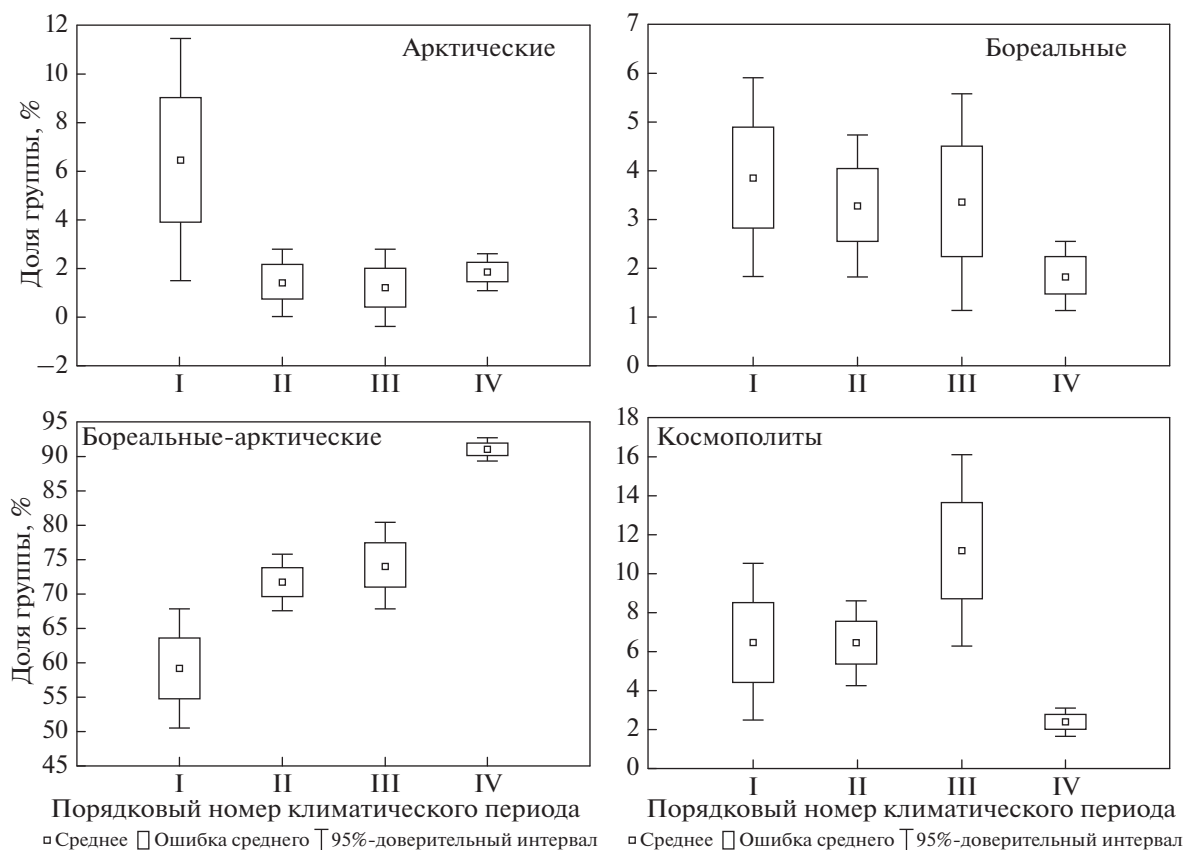 Арктические
Доля группы, %
12
10
8
6
4
2
0
−2
I II III IV
Бореальные
7
6
5
4
3
2
1
0
I II III IV
Бореальные-арктические
Доля группы, %
95
90
85
80
75
70
65
60
55
50
45
I II III IV
Порядковый номер климатического периода
Среднее Ошибка среднего 95%-доверительный интервал
Космополиты
18
16
14
12
10
8
6
4
2
0
I II III IV
Порядковый номер климатического периода
Среднее Ошибка среднего 95%-доверительный интервал